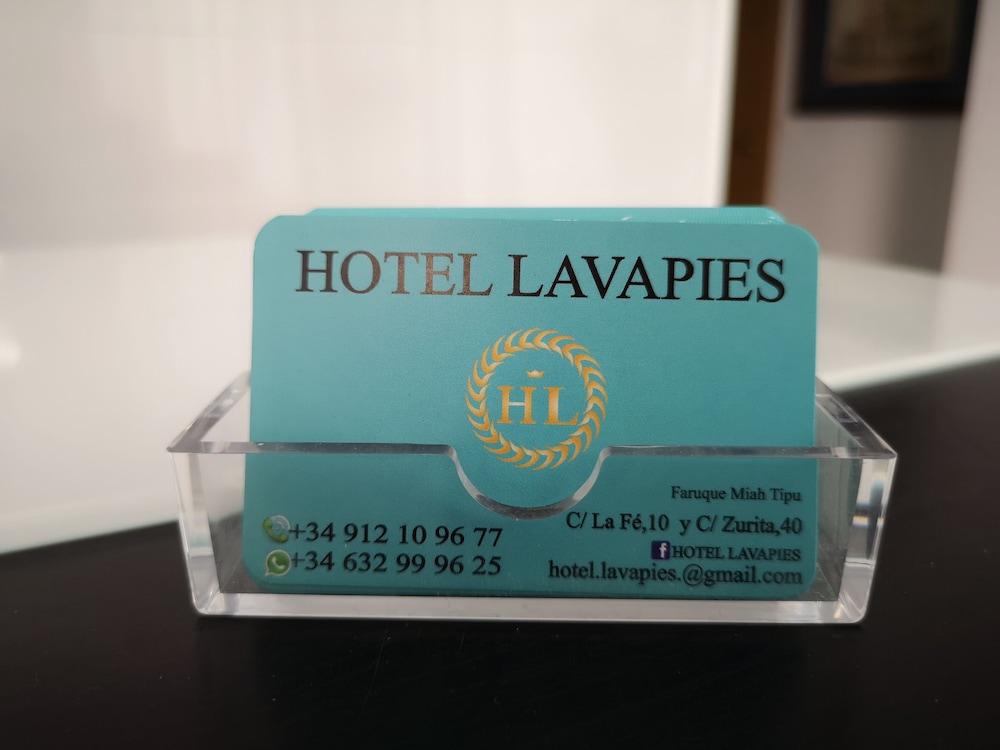 HOTEL LAVAPIES
HL
Faruque Miah Tipu
C/ La Fé,10 y C/ Zurita,40
HOTEL LAVAPIES
hotel.lavapies.@gmail.com
+34 912 10 96 77
+34 632 99 96 25